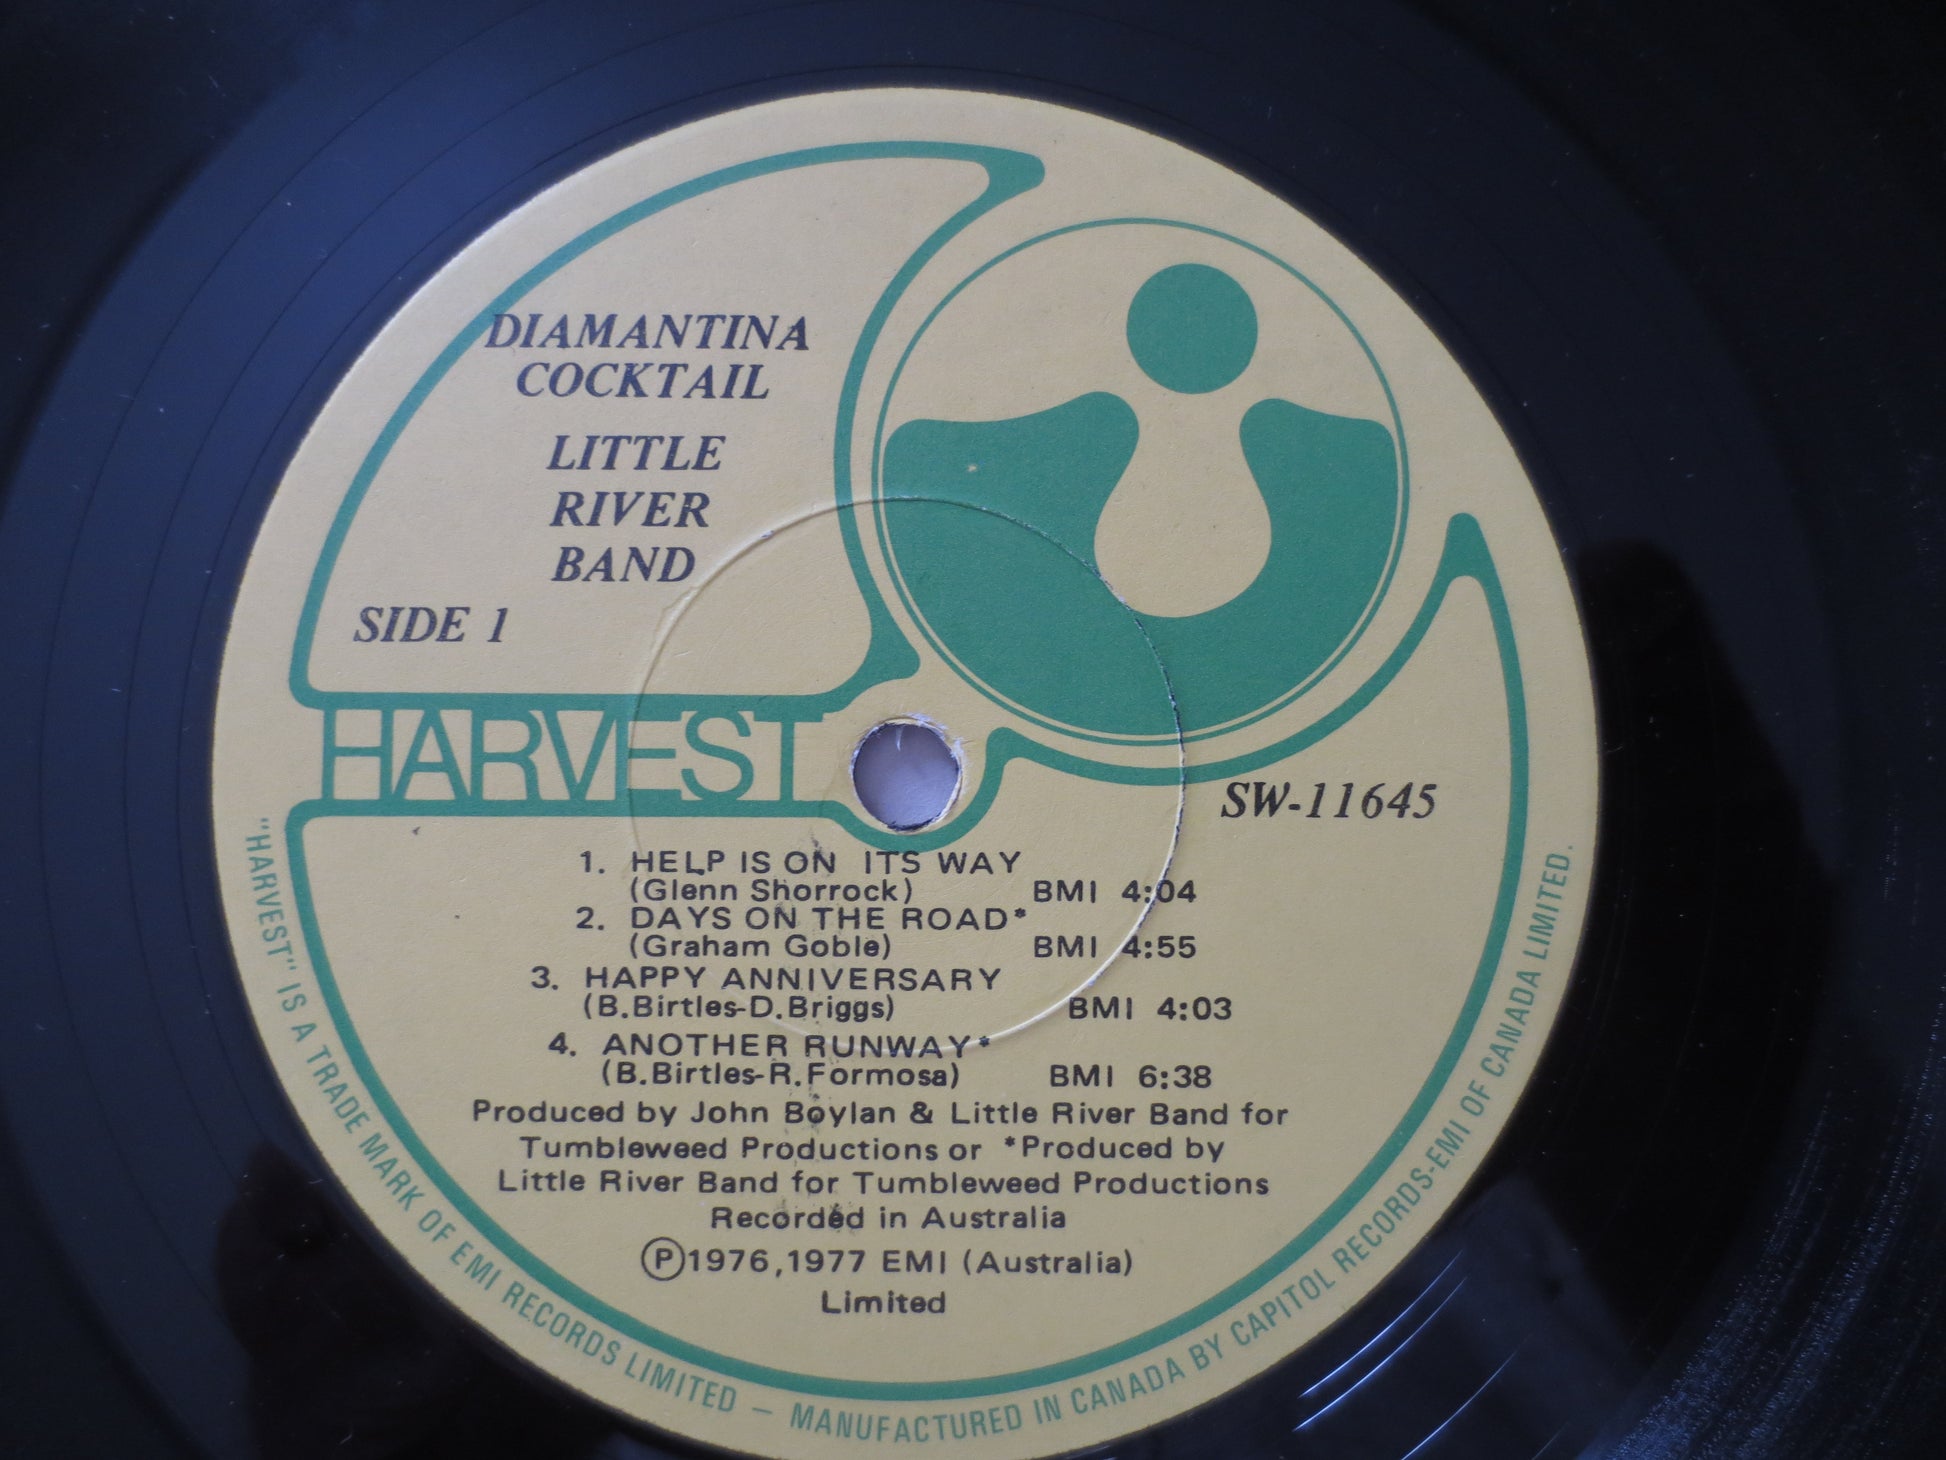 DIAMANTINA
COCKTAIL
LITTLE
RIVER
BAND
SIDE 1
HARVEST
SW-11645
1. HELP IS ON ITS WAY
(Glenn Shorrock) BMI 4:04
2. DAYS ON THE ROAD*
(Graham Goble) BMI 4:55
3. HAPPY ANNIVERSARY
(B.Birtles-D.Briggs) BMI 4:03
4. ANOTHER RUNWAY*
(B.Birtles-R.Formosa) BMI 6:38
Produced by John Boylan & Little River Band for
Tumbleweed Productions or *Produced by
Little River Band for Tumbleweed Productions
Recorded in Australia
Ⓟ1976,1977 EMI (Australia)
Limited
"HARVEST" IS A TRADE MARK OF EMI RECORDS LIMITED — MANUFACTURED IN CANADA BY CAPITOL RECORDS-EMI OF CANADA LIMITED.